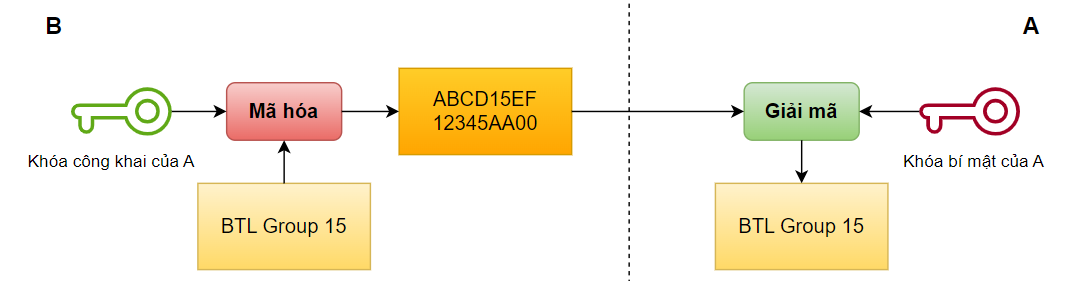 B
A
Mã hóa
ABCD15EF
12345AA00
Giải mã
Khóa công khai của A
Khóa bí mật của A
BTL Group 15
BTL Group 15